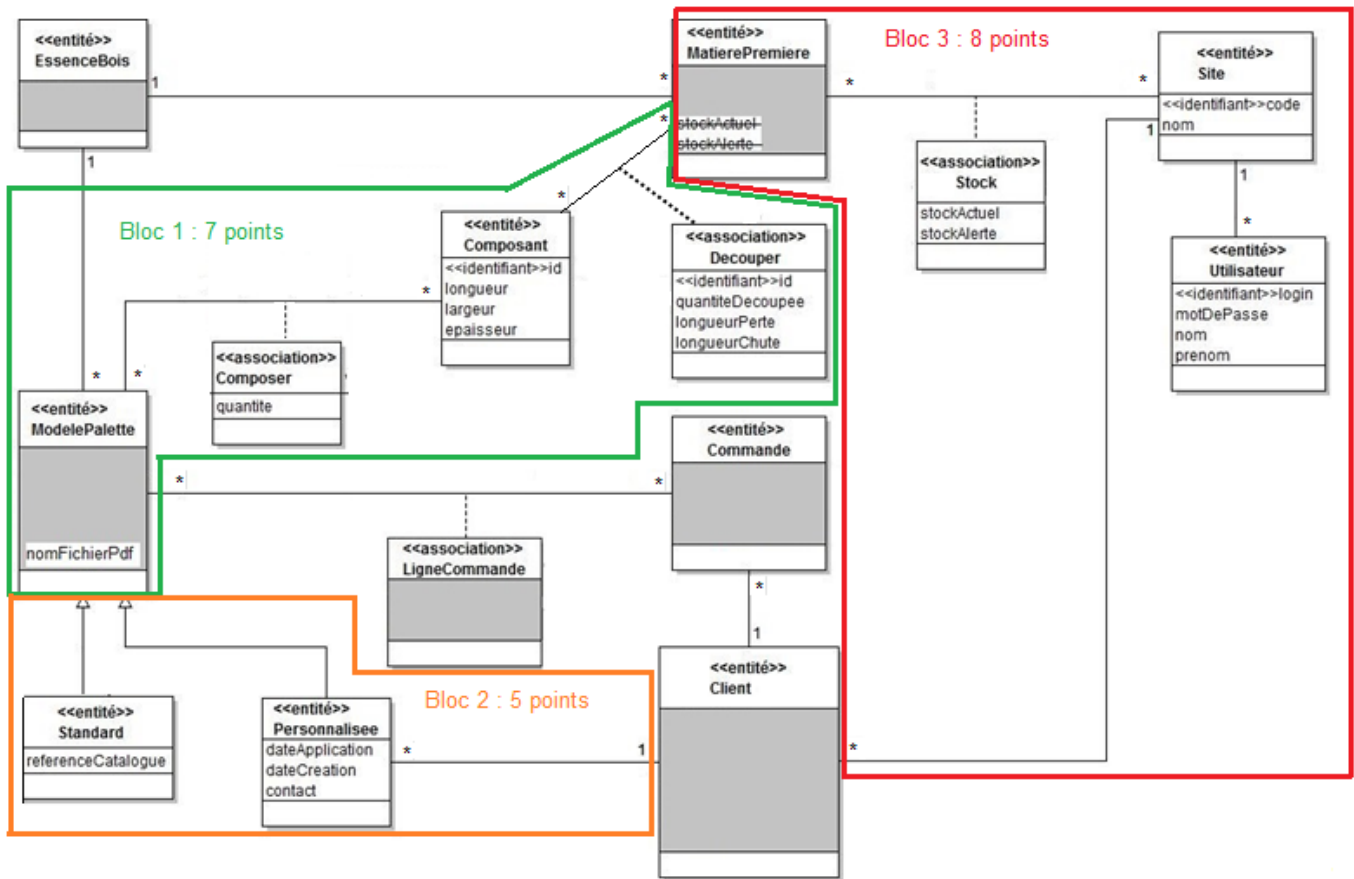 <<entité>>
EssenceBois
1
*
1
<<entité>>
MatierePremiere
*
stockActuel
stockAlerte
Bloc 3 : 8 points
*
*
<<entité>>
Site
<<identifiant>>code
nom
1
1
<<association>>
Stock
stockActuel
stockAlerte
*
<<entité>>
Utilisateur
<<identifiant>>login
motDePasse
nom
prenom
Bloc 1 : 7 points
*
<<entité>>
Composant
<<identifiant>>id
longueur
largeur
epaisseur
*
<<association>>
Decouper
<<identifiant>>id
quantiteDecoupee
longueurPerte
longueurChute
<<association>>
Composer
quantite
*
*
<<entité>>
ModelePalette
nomFichierPdf
*
*
<<entité>>
Commande
<<association>>
LigneCommande
*
1
<<entité>>
Client
*
Bloc 2 : 5 points
<<entité>>
Standard
referenceCatalogue
<<entité>>
Personnalisee
dateApplication
dateCreation
contact
*
1